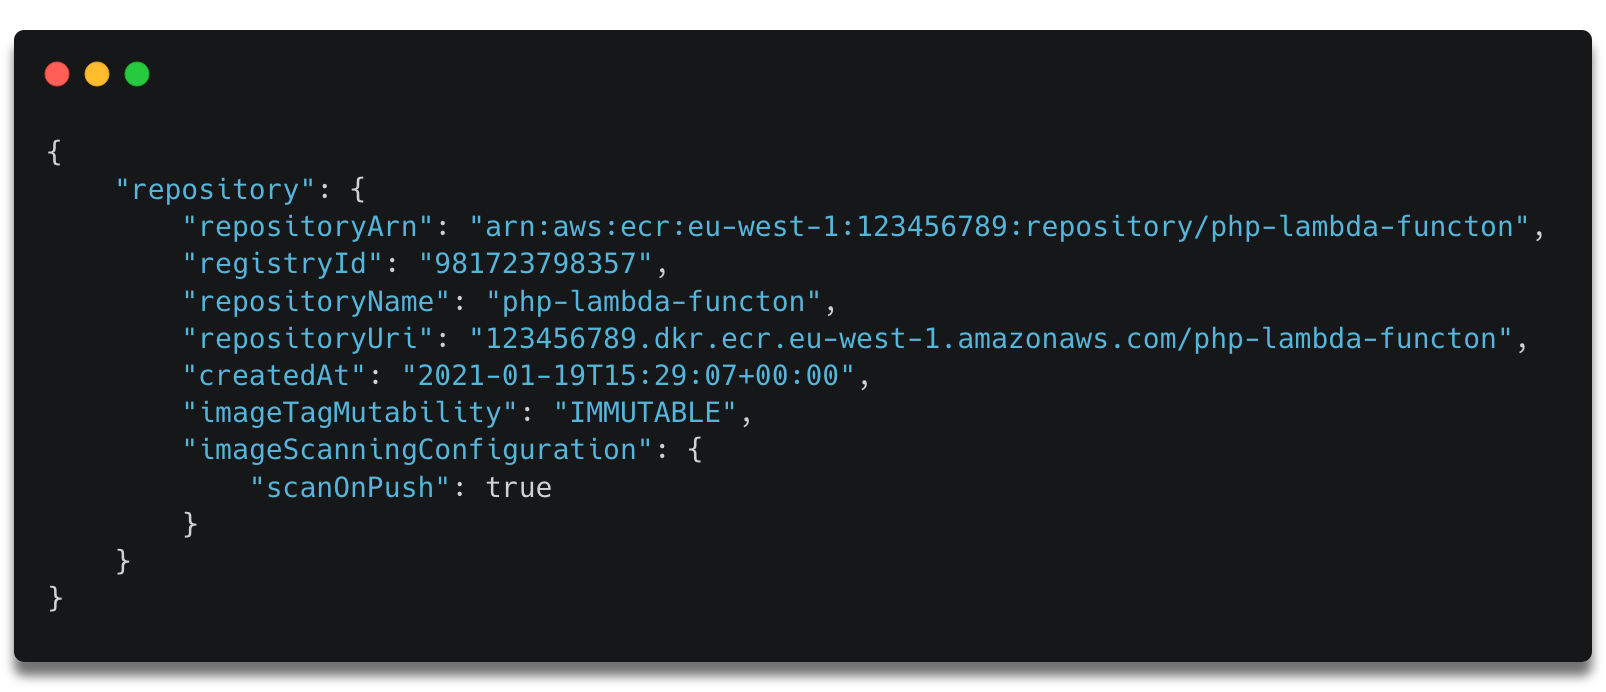 {
    "repository": {
        "repositoryArn": "arn:aws:ecr:eu-west-1:123456789:repository/php-lambda-functon",
        "registryId": "981723798357",
        "repositoryName": "php-lambda-functon",
        "repositoryUri": "123456789.dkr.ecr.eu-west-1.amazonaws.com/php-lambda-functon",
        "createdAt": "2021-01-19T15:29:07+00:00",
        "imageTagMutability": "IMMUTABLE",
        "imageScanningConfiguration": {
            "scanOnPush": true
        }
    }
}